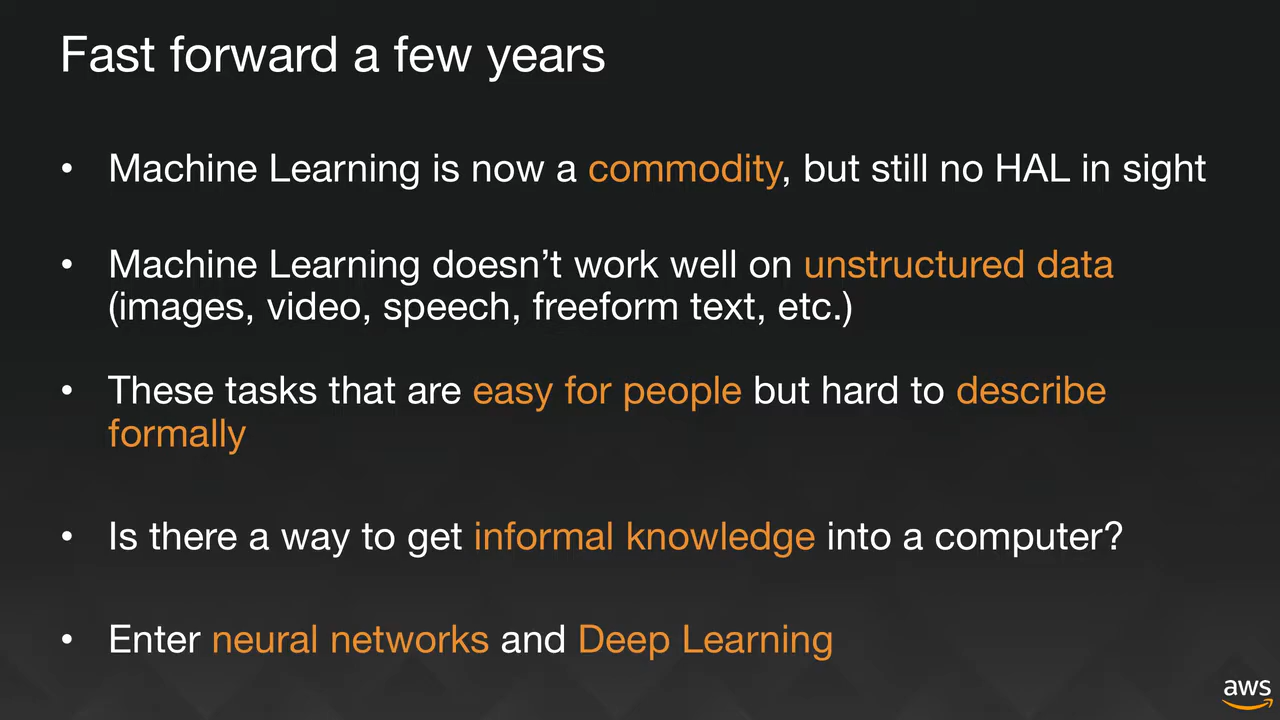 Fast forward a few years
• Machine Learning is now a commodity, but still no HAL in sight
• Machine Learning doesn’t work well on unstructured data
(images, video, speech, freeform text, etc.)
• These tasks that are easy for people but hard to describe
formally
• Is there a way to get informal knowledge into a computer?
• Enter neural networks and Deep Learning
aws